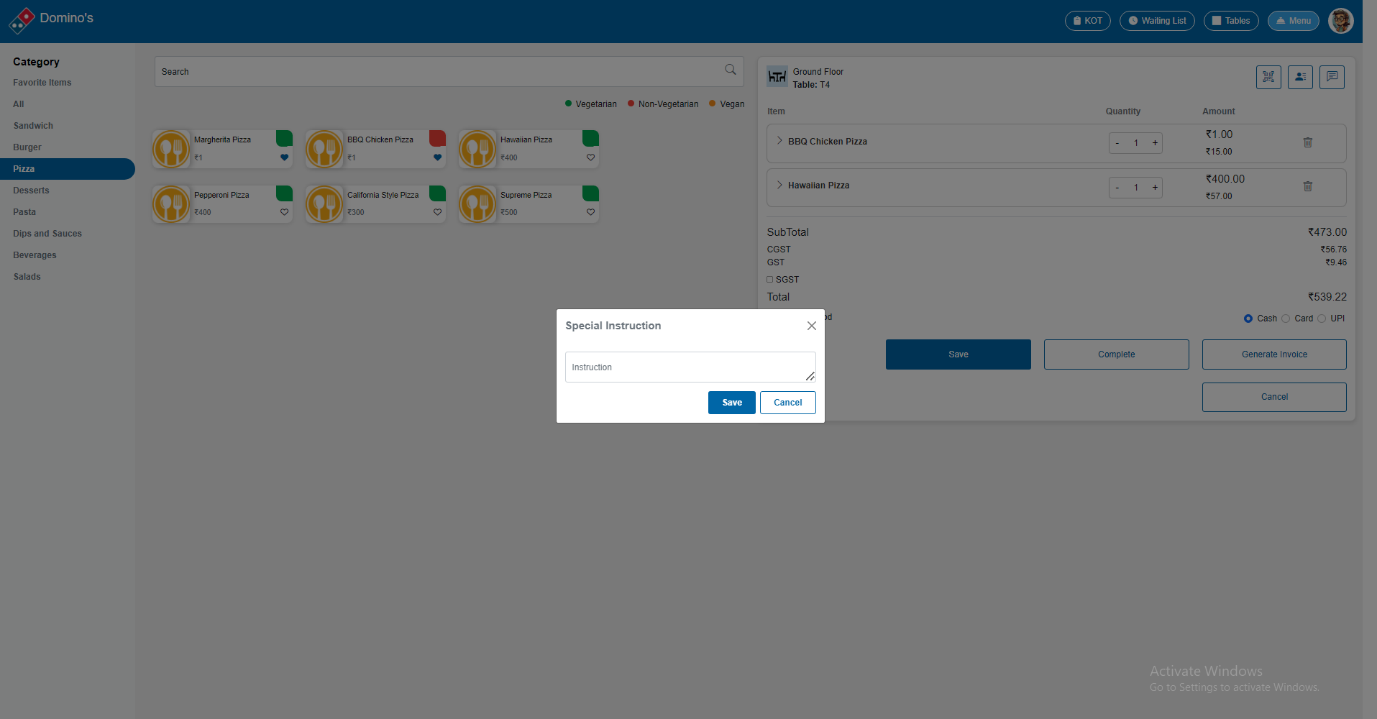 Domino's
KOT
Waiting List
Tables
Menu
Category
Favorite Items
All
Sandwich
Burger
Pizza
Desserts
Pasta
Dips and Sauces
Beverages
Salads
Search
Vegetarian
Non-Vegetarian
Vegan
Margherita Pizza
₹1
BBQ Chicken Pizza
₹1
Hawaiian Pizza
₹400
Pepperoni Pizza
₹400
California Style Pizza
₹300
Supreme Pizza
₹500
Ground Floor
Table: T4
Item Quantity Amount
BBQ Chicken Pizza - 1 + ₹1.00
₹15.00
Hawaiian Pizza - 1 + ₹400.00
₹57.00
SubTotal ₹473.00
CGST ₹56.76
GST ₹9.46
SGST
Total ₹539.22
od Cash Card UPI
Save Complete Generate Invoice
Cancel
Special Instruction
Instruction
Save Cancel
Activate Windows
Go to Settings to activate Windows.